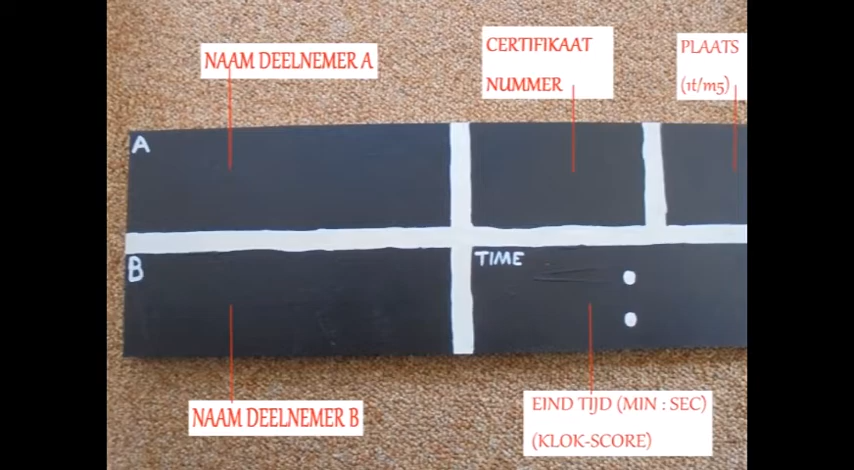 NAAM DEELNEMER A
CERTIFIKAAT
NUMMER
PLAATS
(1t/m5)
A
B
TIME :
NAAM DEELNEMER B
EIND TIJD (MIN : SEC)
(KLOK-SCORE)